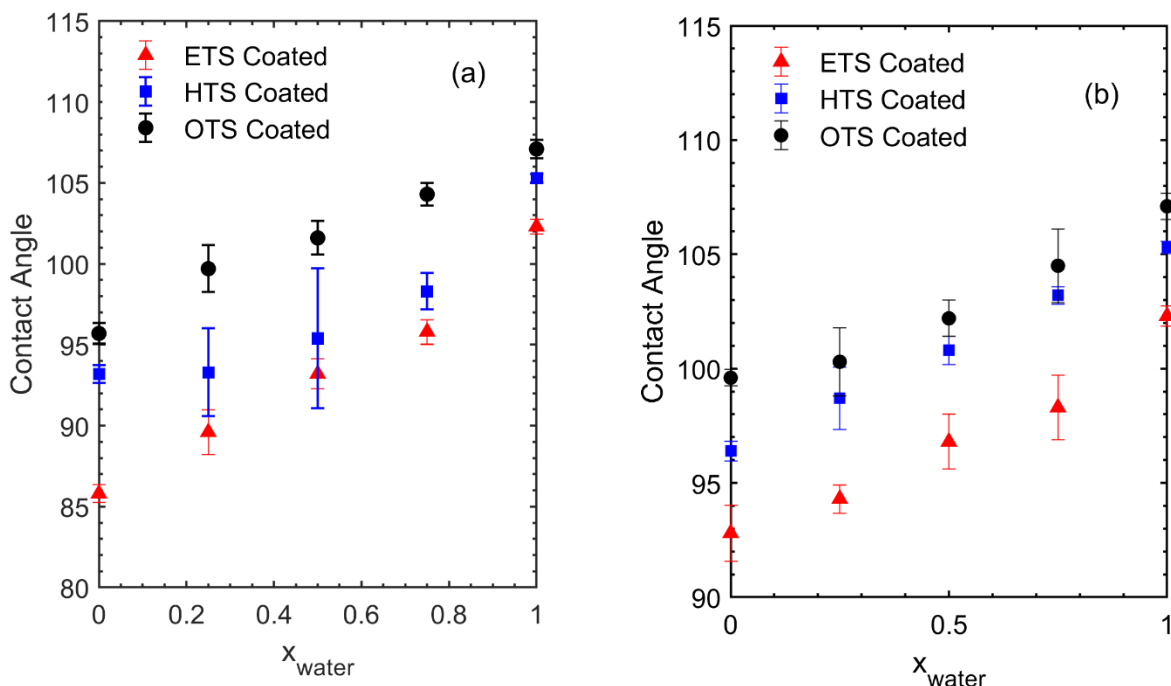 115
110
105
100
95
90
85
80
Contact Angle
ETS Coated
HTS Coated
OTS Coated
(a)
0 0.2 0.4 0.6 0.8 1
x_water
115
110
105
100
95
90
Contact Angle
ETS Coated
HTS Coated
OTS Coated
(b)
0 0.5 1
x_water